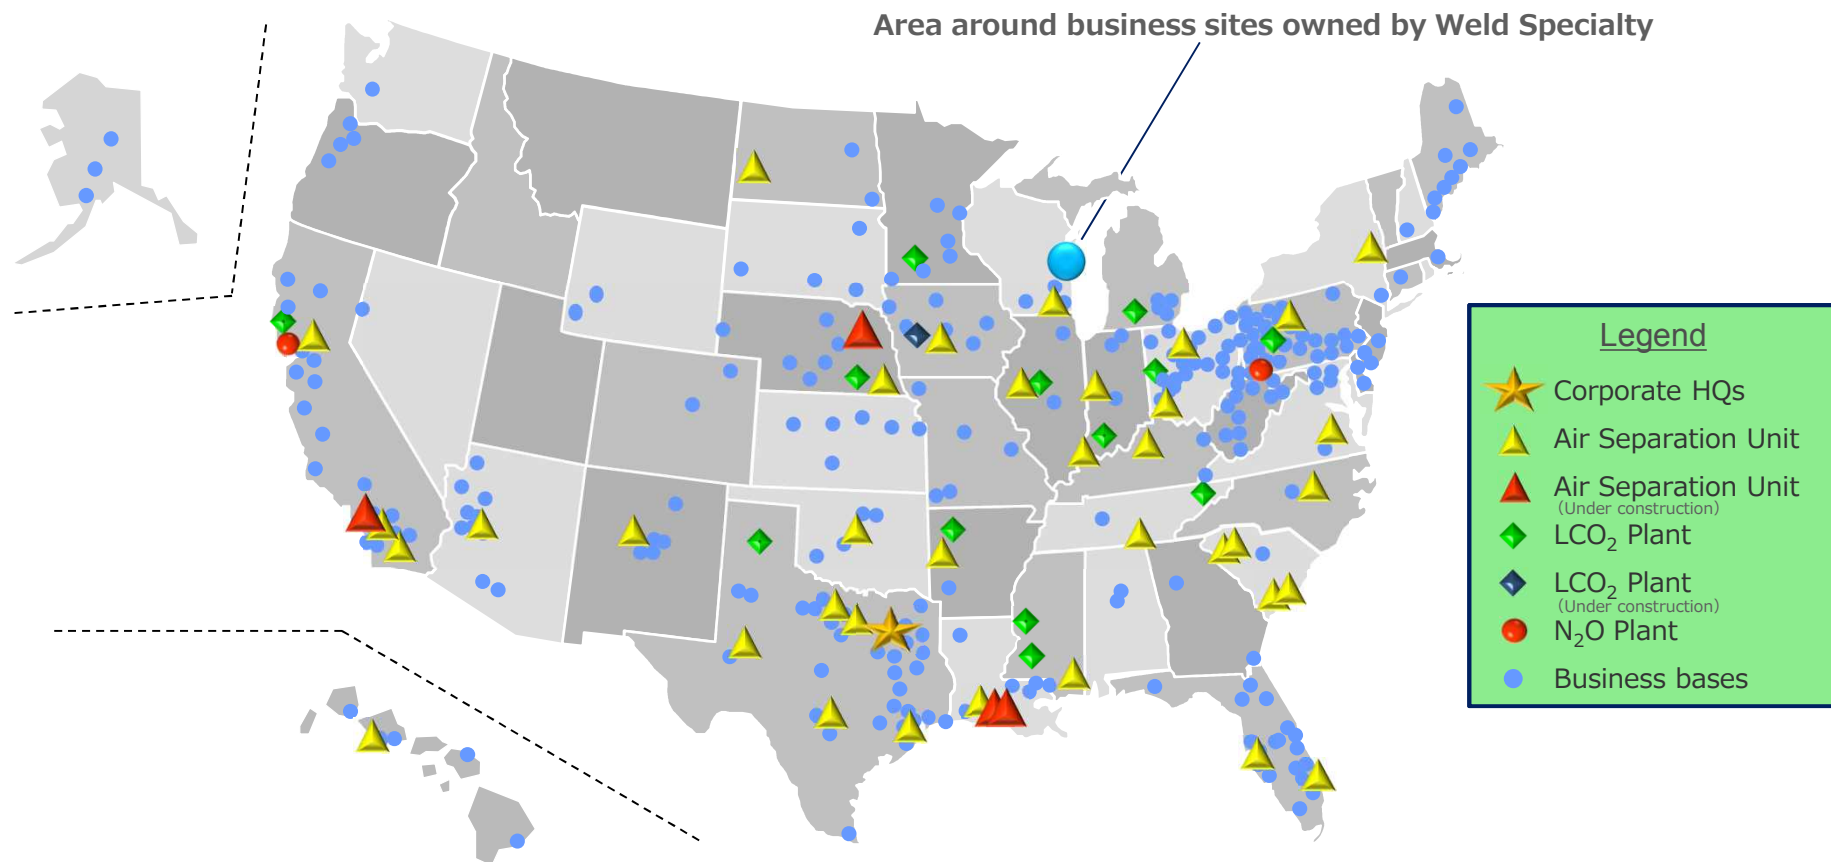 Area around business sites owned by Weld Specialty
Legend
Corporate HQs
Air Separation Unit
Air Separation Unit
(Under construction)
LCO₂ Plant
LCO₂ Plant
(Under construction)
N₂O Plant
Business bases